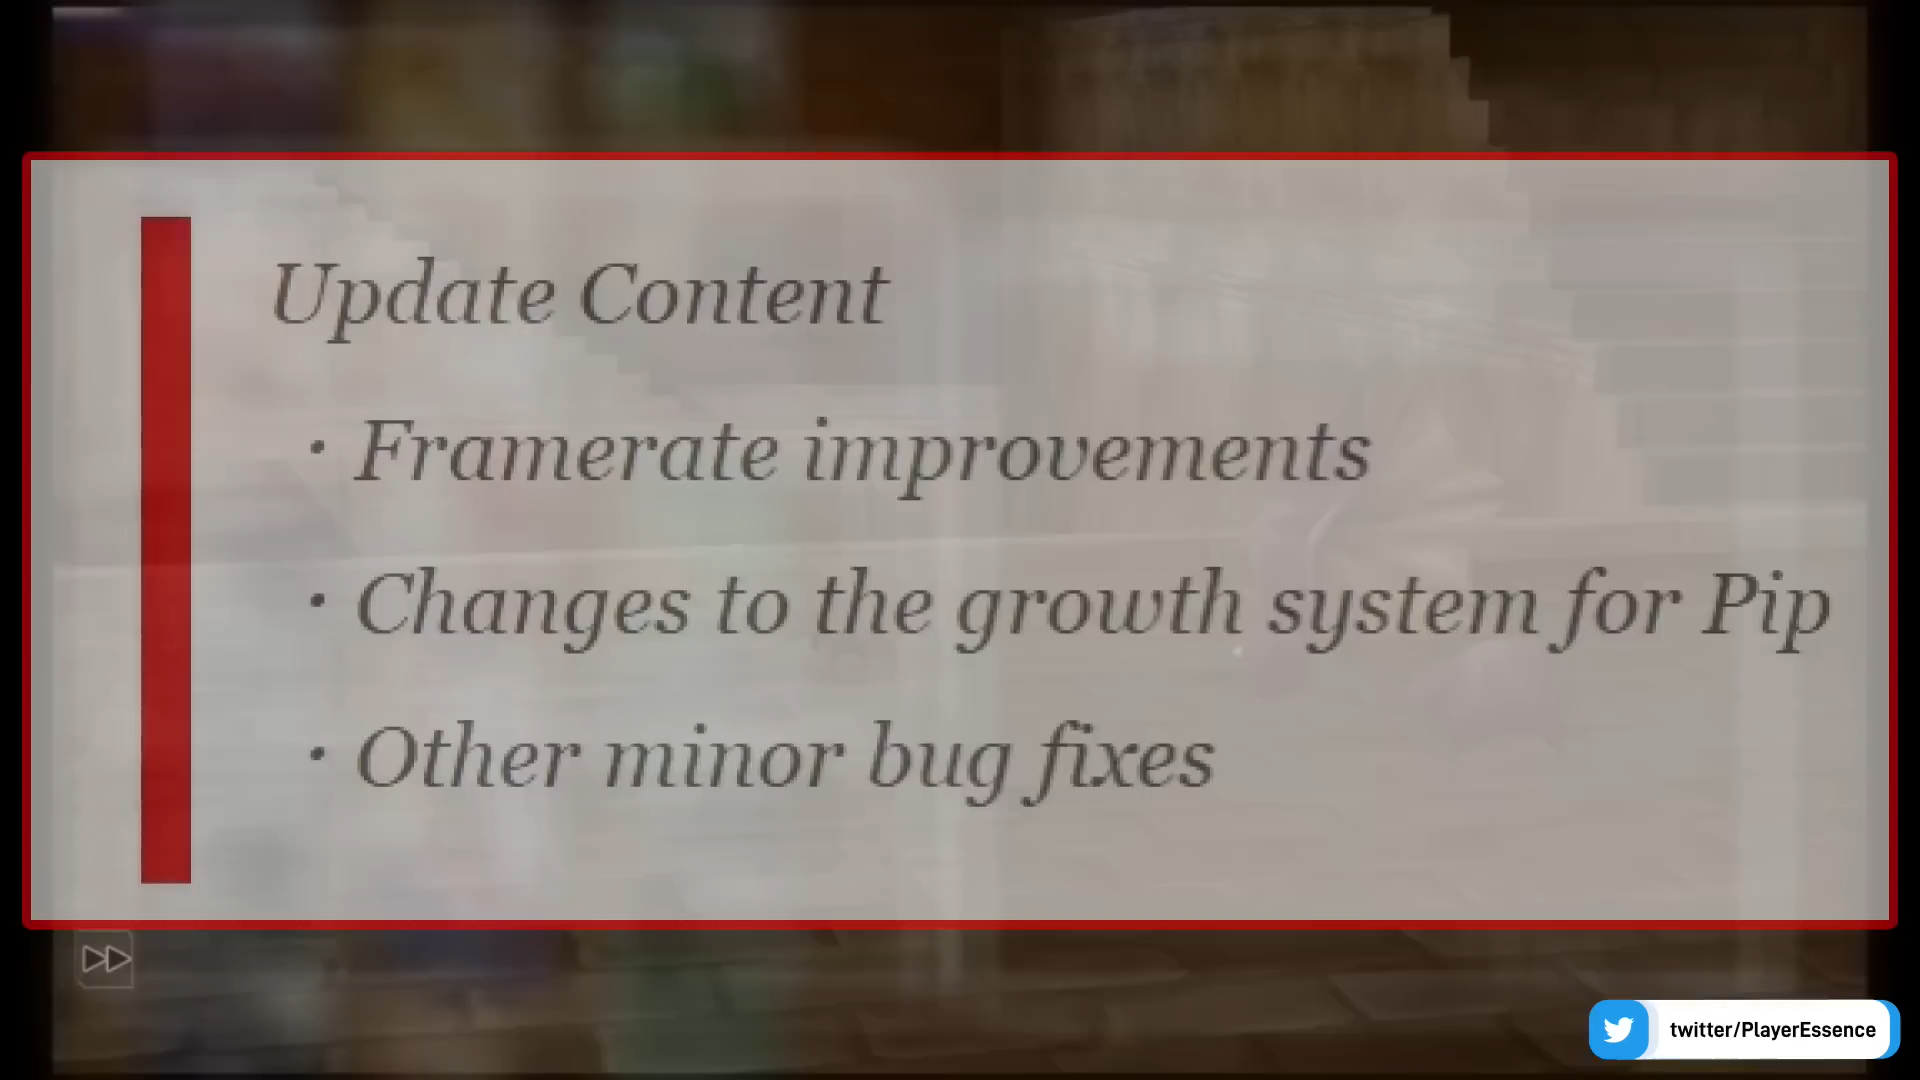 Update Content
· Framerate improvements
· Changes to the growth system for Pip
· Other minor bug fixes
twitter/PlayerEssence